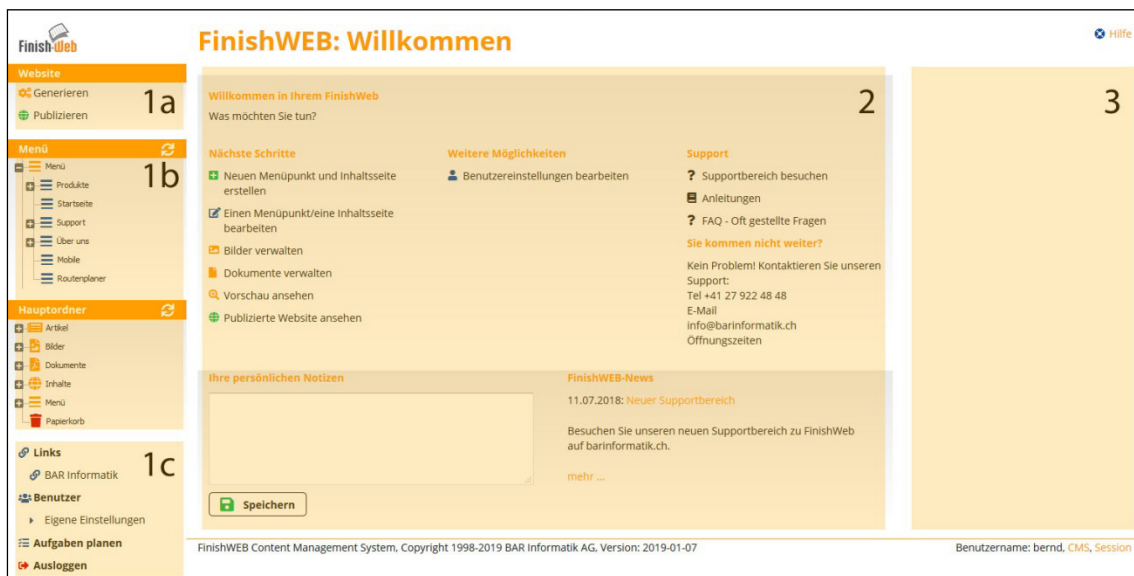 Finish-Web
FinishWEB: Willkommen
Hilfe
Website
Generieren
Publizieren
1a
Menü
1b
Menü
Produkte
Startseite
Support
Über uns
Mobile
Routenplaner
Hauptordner
Artikel
Bilder
Dokumente
Inhalte
Menü
Papierkorb
Links
1c
BAR Informatik
Benutzer
Eigene Einstellungen
Aufgaben planen
Ausloggen
2
Willkommen in Ihrem FinishWeb
Was möchten Sie tun?
Nächste Schritte
Neuen Menüpunkt und Inhaltsseite
erstellen
Einen Menüpunkt/eine Inhaltsseite
bearbeiten
Bilder verwalten
Dokumente verwalten
Vorschau ansehen
Publizierte Website ansehen
Weitere Möglichkeiten
Benutzereinstellungen bearbeiten
Support
Supportbereich besuchen
Anleitungen
FAQ - Oft gestellte Fragen
Sie kommen nicht weiter?
Kein Problem! Kontaktieren Sie unseren
Support:
Tel +41 27 922 48 48
E-Mail
info@barinformatik.ch
Öffnungszeiten
Ihre persönlichen Notizen
Speichern
FinishWEB-News
11.07.2018: Neuer Supportbereich
Besuchen Sie unseren neuen Supportbereich zu FinishWeb
auf barinformatik.ch.
mehr ...
3
FinishWEB Content Management System, Copyright 1998-2019 BAR Informatik AG, Version: 2019-01-07
Benutzername: bernd, CMS, Session